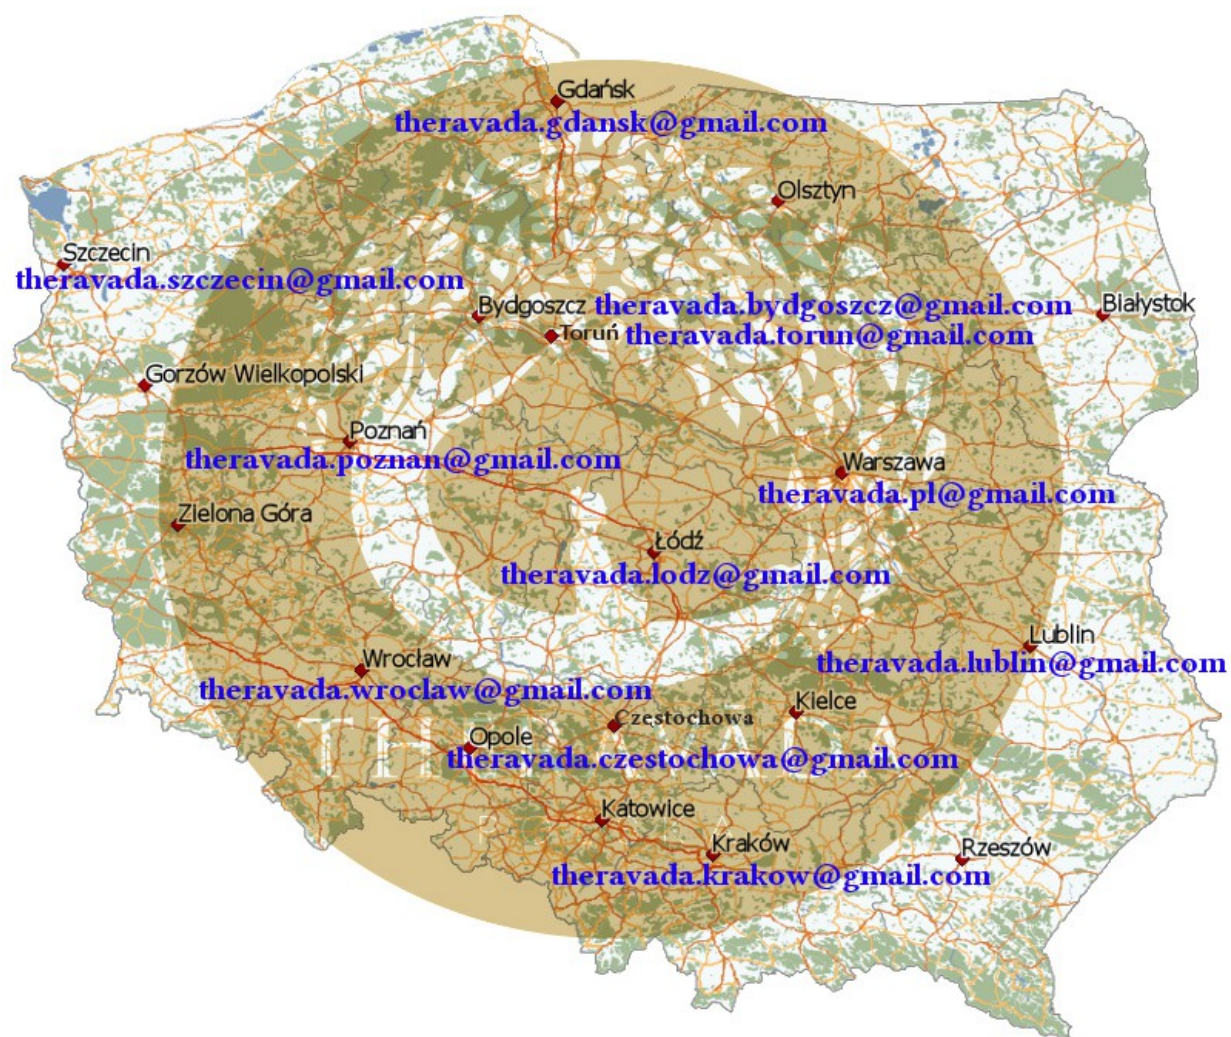 Gdańsk
theravada.gdansk@gmail.com
Olsztyn
Szczecin
theravada.szczecin@gmail.com
Bydgoszcz theravada.bydgoszcz@gmail.com
Białystok
Toruń theravada.torun@gmail.com
Gorzów Wielkopolski
Poznań
theravada.poznan@gmail.com
Warszawa
theravada.pl@gmail.com
Zielona Góra
Łódź
theravada.lodz@gmail.com
Lublin
theravada.lublin@gmail.com
Wrocław
theravada.wroclaw@gmail.com
Kielce
Częstochowa
THERAVĀDA
Opole
theravada.czestochowa@gmail.com
Katowice
Kraków
theravada.krakow@gmail.com
Rzeszów